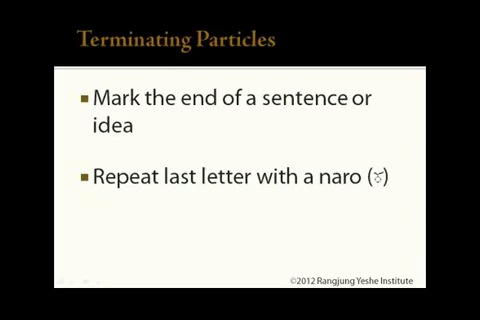 Terminating Particles
Mark the end of a sentence or
idea
Repeat last letter with a naro (ོ)
©2012 Rangjung Yeshe Institute